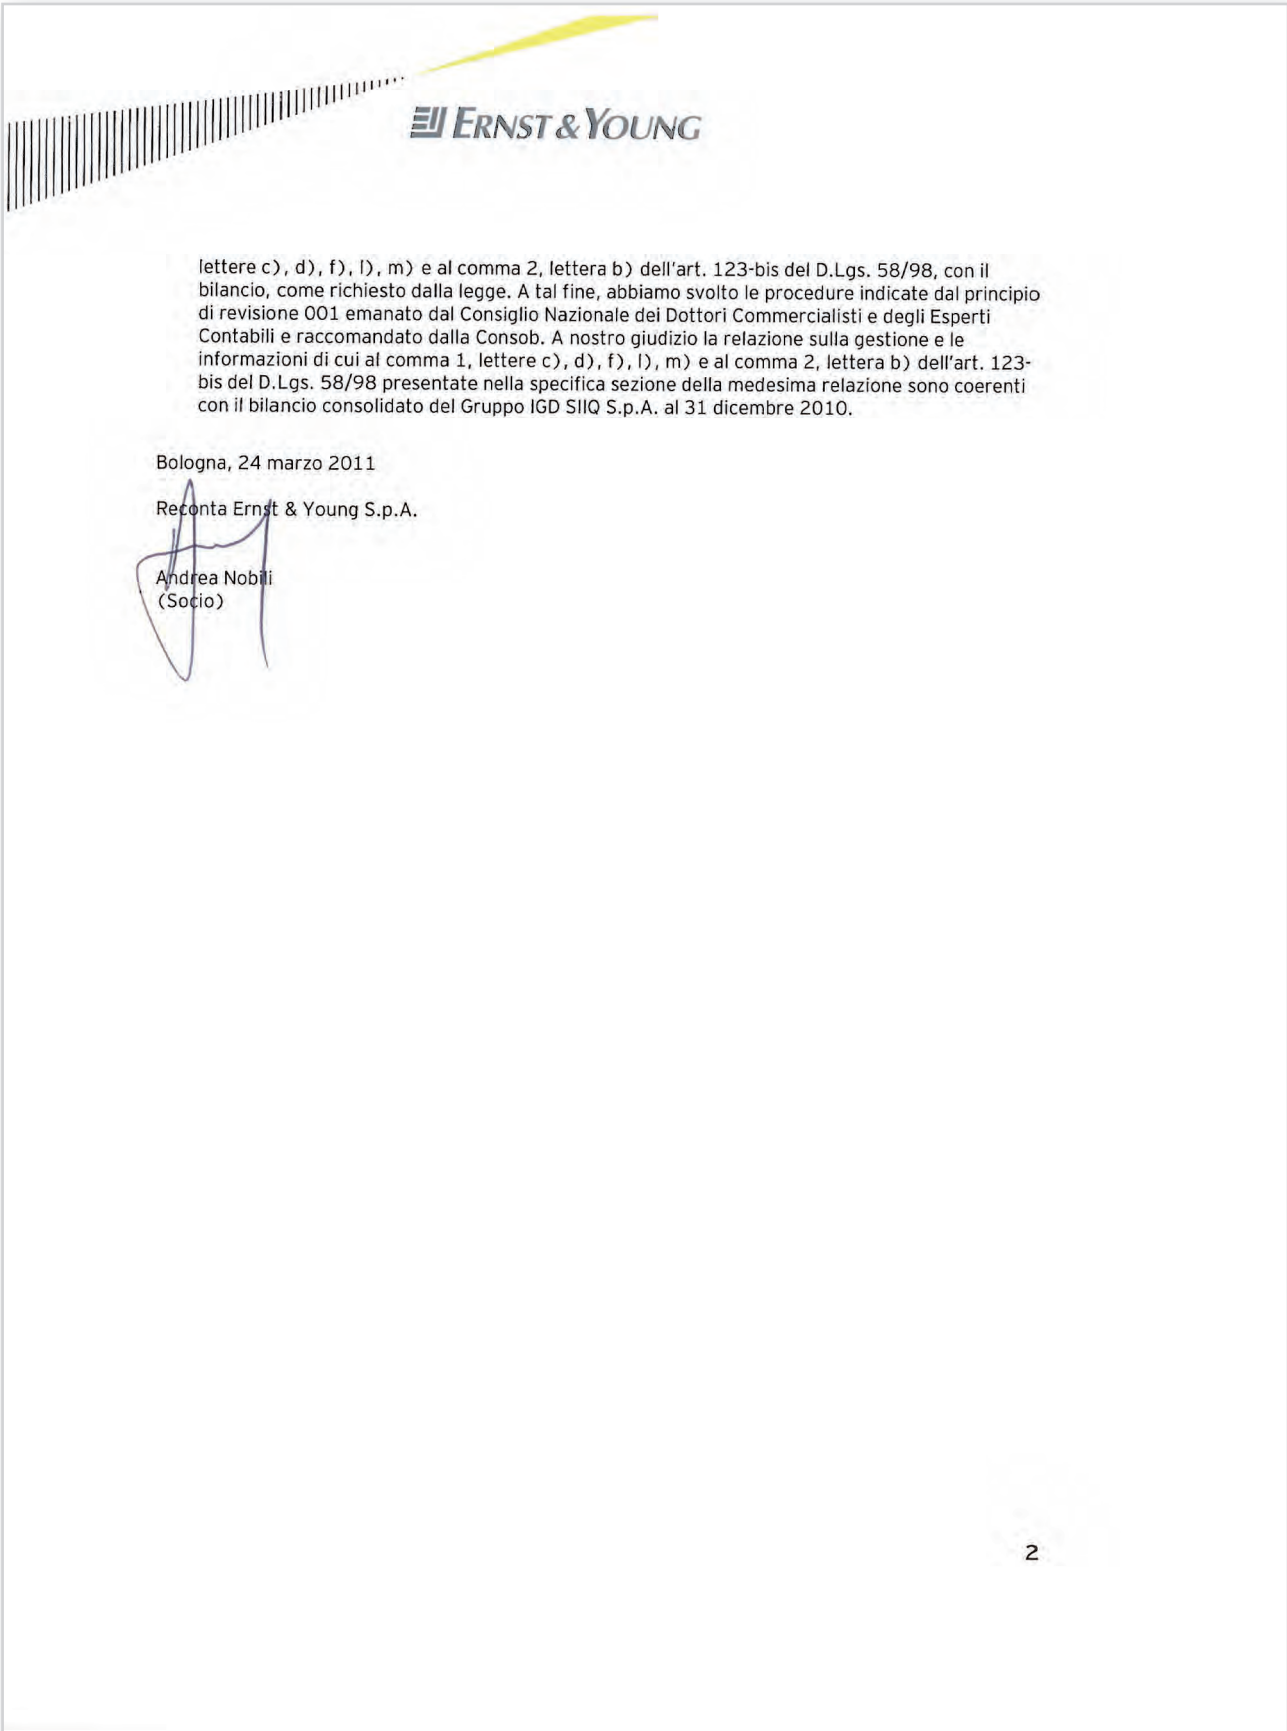 ERNST & YOUNG
lettere c), d), f), l), m) e al comma 2, lettera b) dell'art. 123-bis del D.Lgs. 58/98, con il
bilancio, come richiesto dalla legge. A tal fine, abbiamo svolto le procedure indicate dal principio
di revisione 001 emanato dal Consiglio Nazionale dei Dottori Commercialisti e degli Esperti
Contabili e raccomandato dalla Consob. A nostro giudizio la relazione sulla gestione e le
informazioni di cui al comma 1, lettere c), d), f), l), m) e al comma 2, lettera b) dell'art. 123-
bis del D.Lgs. 58/98 presentate nella specifica sezione della medesima relazione sono coerenti
con il bilancio consolidato del Gruppo IGD SIIQ S.p.A. al 31 dicembre 2010.
Bologna, 24 marzo 2011
Reconta Ernst & Young S.p.A.
Andrea Nobili
(Socio)
2